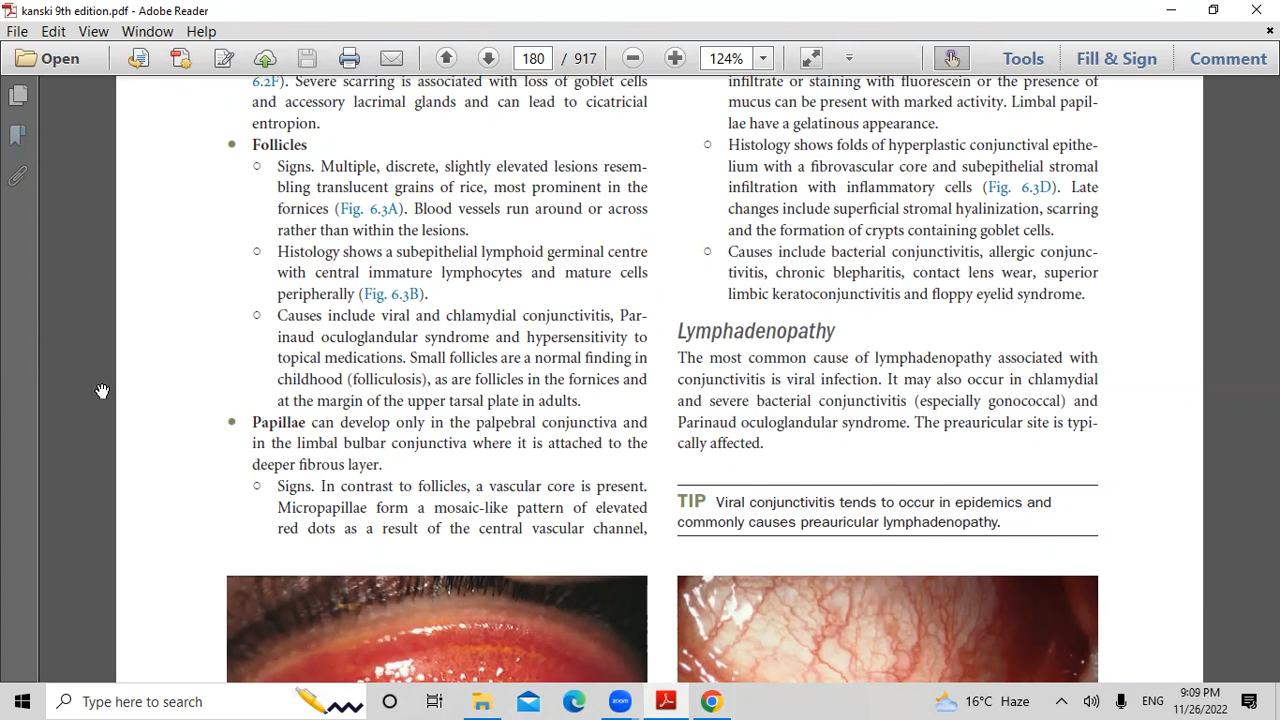 kanski 9th edition.pdf - Adobe Reader
File Edit View Window Help
Open 180 / 917 124% Tools Fill & Sign Comment
6.2F). Severe scarring is associated with loss of goblet cells
and accessory lacrimal glands and can lead to cicatricial
entropion.
Follicles
Signs. Multiple, discrete, slightly elevated lesions resem-
bling translucent grains of rice, most prominent in the
fornices (Fig. 6.3A). Blood vessels run around or across
rather than within the lesions.
Histology shows a subepithelial lymphoid germinal centre
with central immature lymphocytes and mature cells
peripherally (Fig. 6.3B).
Causes include viral and chlamydial conjunctivitis, Par-
inaud oculoglandular syndrome and hypersensitivity to
topical medications. Small follicles are a normal finding in
childhood (folliculosis), as are follicles in the fornices and
at the margin of the upper tarsal plate in adults.
Papillae can develop only in the palpebral conjunctiva and
in the limbal bulbar conjunctiva where it is attached to the
deeper fibrous layer.
Signs. In contrast to follicles, a vascular core is present.
Micropapillae form a mosaic-like pattern of elevated
red dots as a result of the central vascular channel,
infiltrate or staining with fluorescein or the presence of
mucus can be present with marked activity. Limbal papil-
lae have a gelatinous appearance.
Histology shows folds of hyperplastic conjunctival epithe-
lium with a fibrovascular core and subepithelial stromal
infiltration with inflammatory cells (Fig. 6.3D). Late
changes include superficial stromal hyalinization, scarring
and the formation of crypts containing goblet cells.
Causes include bacterial conjunctivitis, allergic conjunc-
tivitis, chronic blepharitis, contact lens wear, superior
limbic keratoconjunctivitis and floppy eyelid syndrome.
Lymphadenopathy
The most common cause of lymphadenopathy associated with
conjunctivitis is viral infection. It may also occur in chlamydial
and severe bacterial conjunctivitis (especially gonococcal) and
Parinaud oculoglandular syndrome. The preauricular site is typi-
cally affected.
TIP Viral conjunctivitis tends to occur in epidemics and
commonly causes preauricular lymphadenopathy.
Type here to search 16°C Haze ENG 9:09 PM
11/26/2022